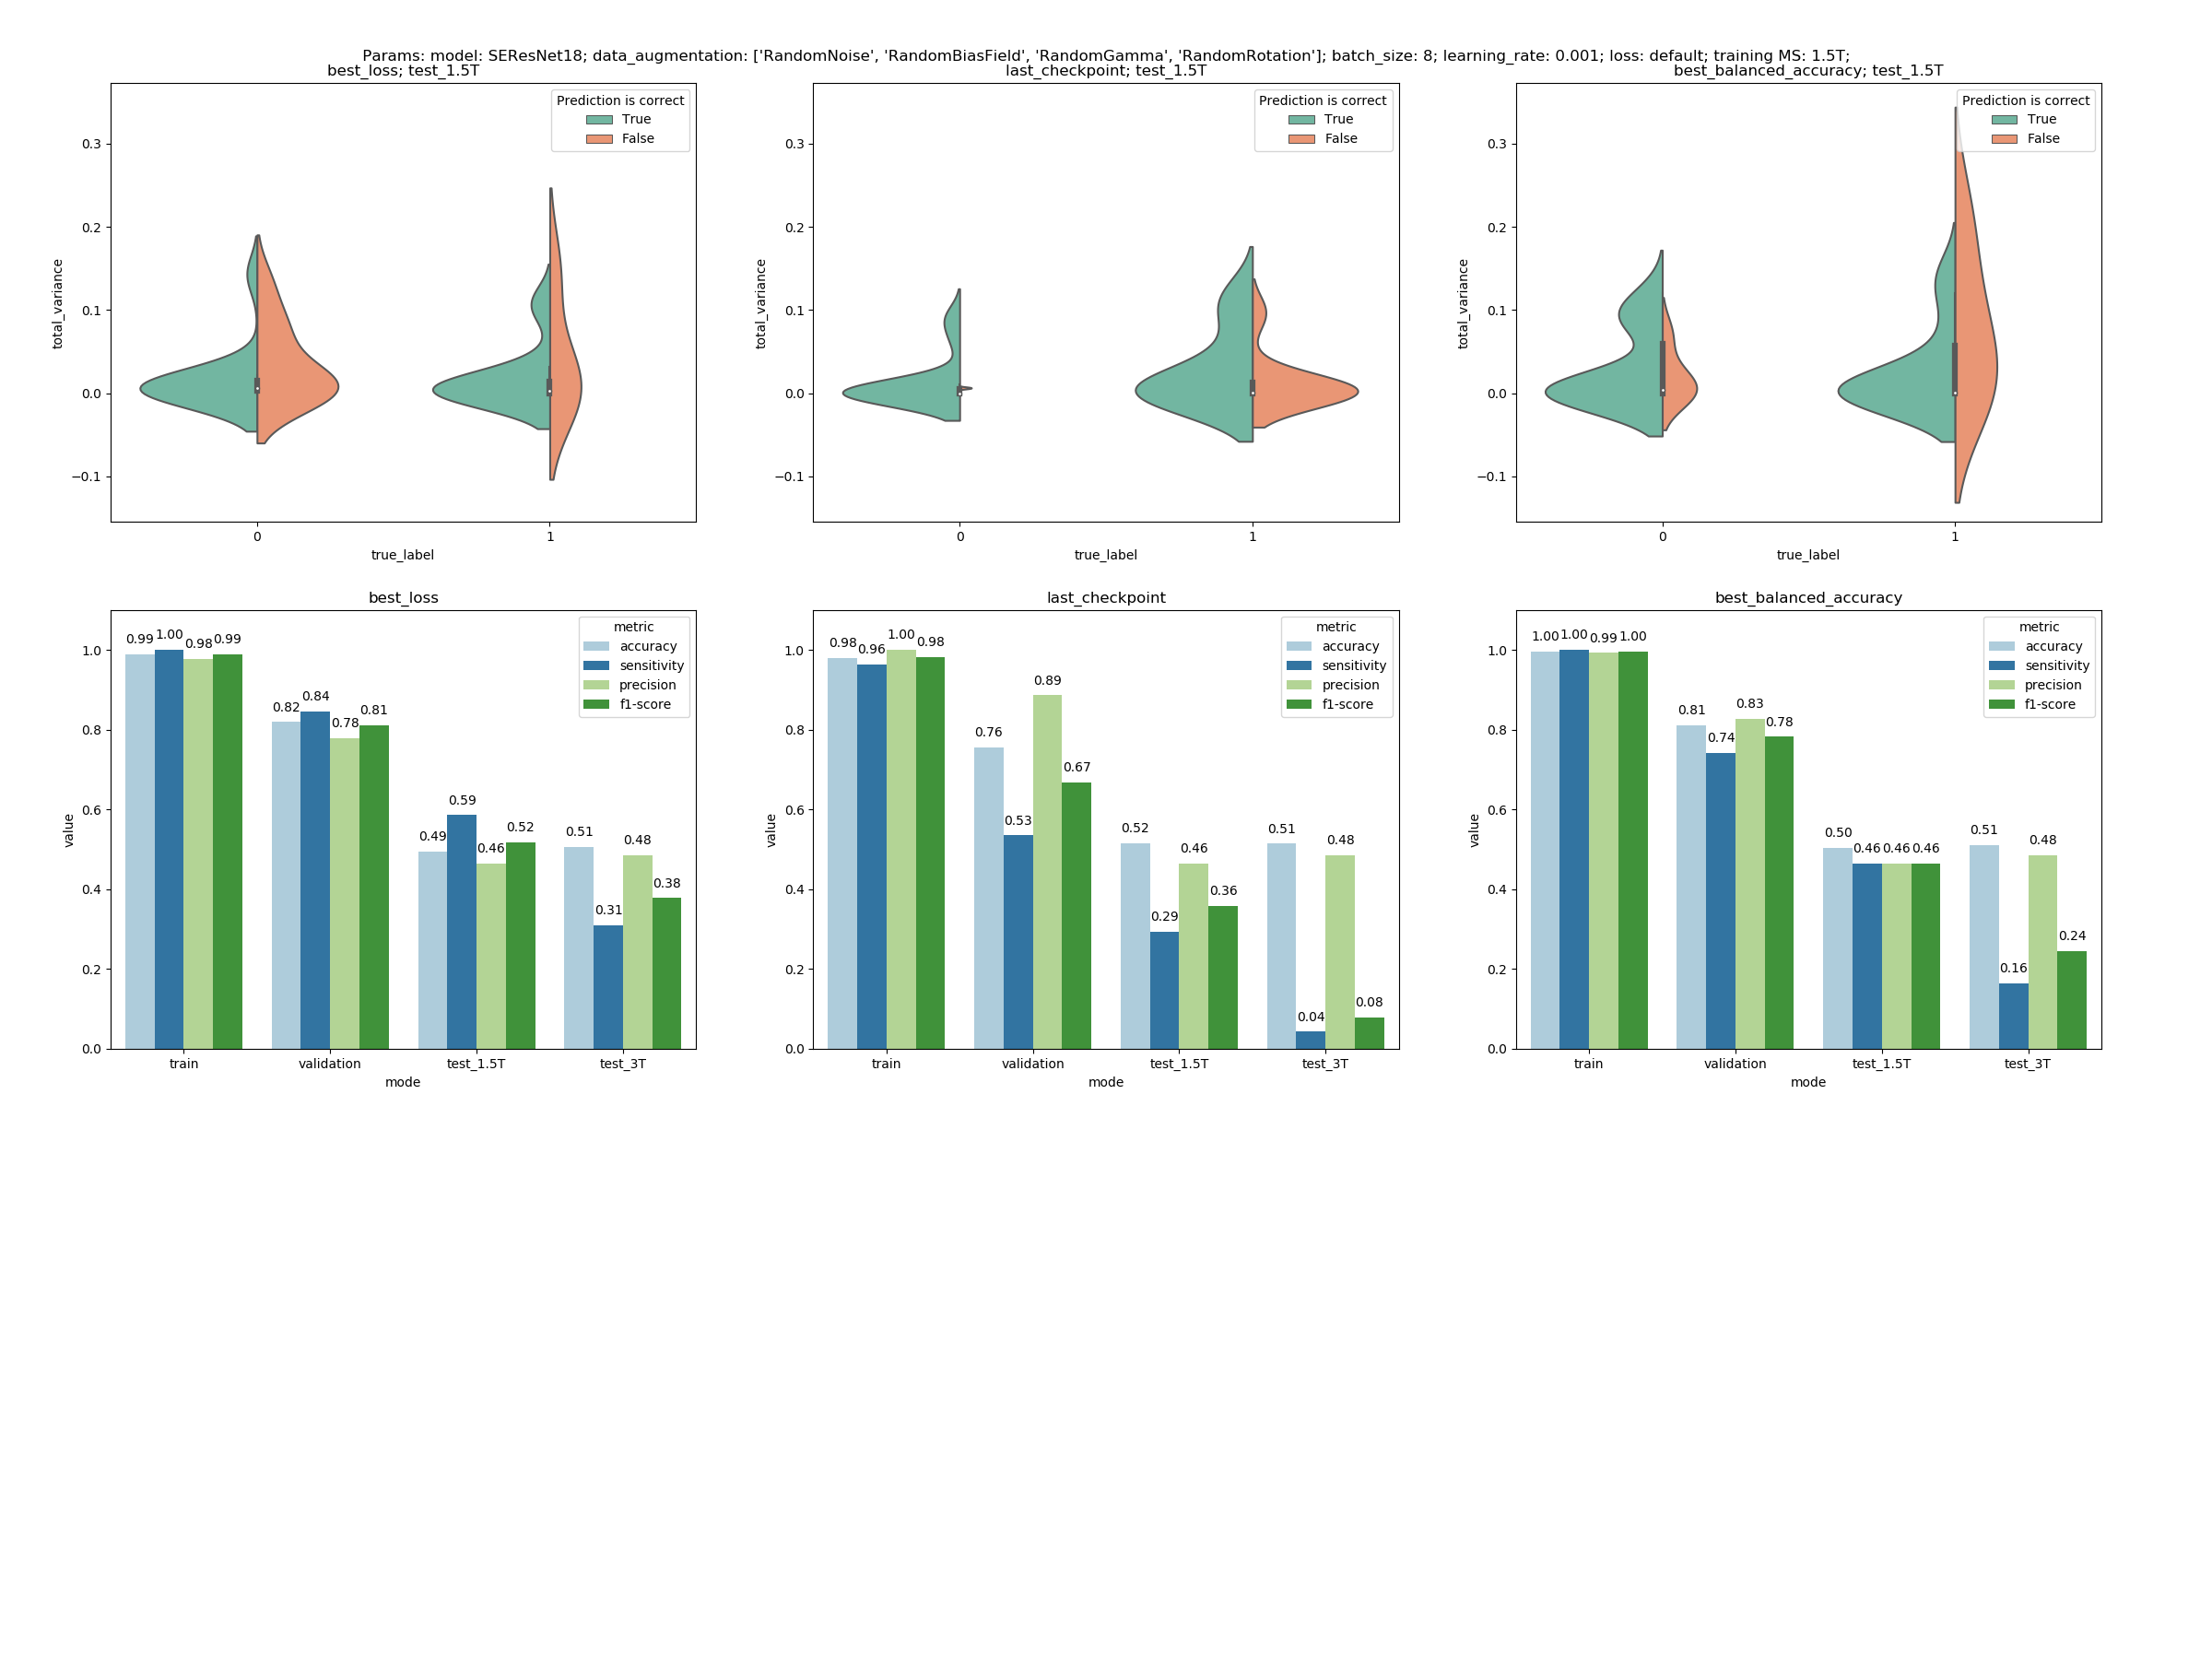 Params: model: SEResNet18; data_augmentation: ['RandomNoise', 'RandomBiasField', 'RandomGamma', 'RandomRotation']; batch_size: 8; learning_rate: 0.001; loss: default; training MS: 1.5T;
best_loss; test_1.5T
Prediction is correct
True
False
0.3
0.2
0.1
0.0
−0.1
total_variance
0
1
true_label
last_checkpoint; test_1.5T
Prediction is correct
True
False
0.3
0.2
0.1
0.0
−0.1
total_variance
0
1
true_label
best_balanced_accuracy; test_1.5T
Prediction is correct
True
False
0.3
0.2
0.1
0.0
−0.1
total_variance
0
1
true_label
best_loss
metric
accuracy
sensitivity
precision
f1-score
1.0
0.8
0.6
0.4
0.2
0.0
value
0.99 1.00 0.98 0.99
0.82 0.84 0.78 0.81
0.49 0.59 0.46 0.52
0.51 0.31 0.48 0.38
train validation test_1.5T test_3T
mode
last_checkpoint
metric
accuracy
sensitivity
precision
f1-score
1.0
0.8
0.6
0.4
0.2
0.0
value
0.98 0.96 1.00 0.98
0.76 0.53 0.89 0.67
0.52 0.29 0.46 0.36
0.51 0.04 0.48 0.08
train validation test_1.5T test_3T
mode
best_balanced_accuracy
metric
accuracy
sensitivity
precision
f1-score
1.0
0.8
0.6
0.4
0.2
0.0
value
1.00 1.00 0.99 1.00
0.81 0.74 0.83 0.78
0.50 0.46 0.46 0.46
0.51 0.16 0.48 0.24
train validation test_1.5T test_3T
mode